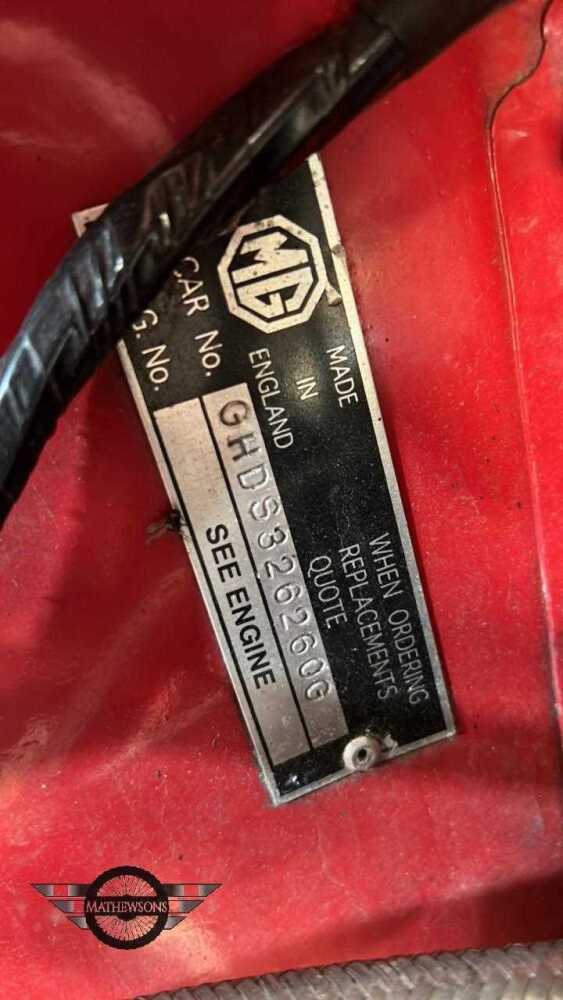 MG
MADE
IN
ENGLAND
WHEN ORDERING
REPLACEMENTS
QUOTE
CAR No.
GHDS326260G
G. No.
SEE ENGINE
MATHEWSONS